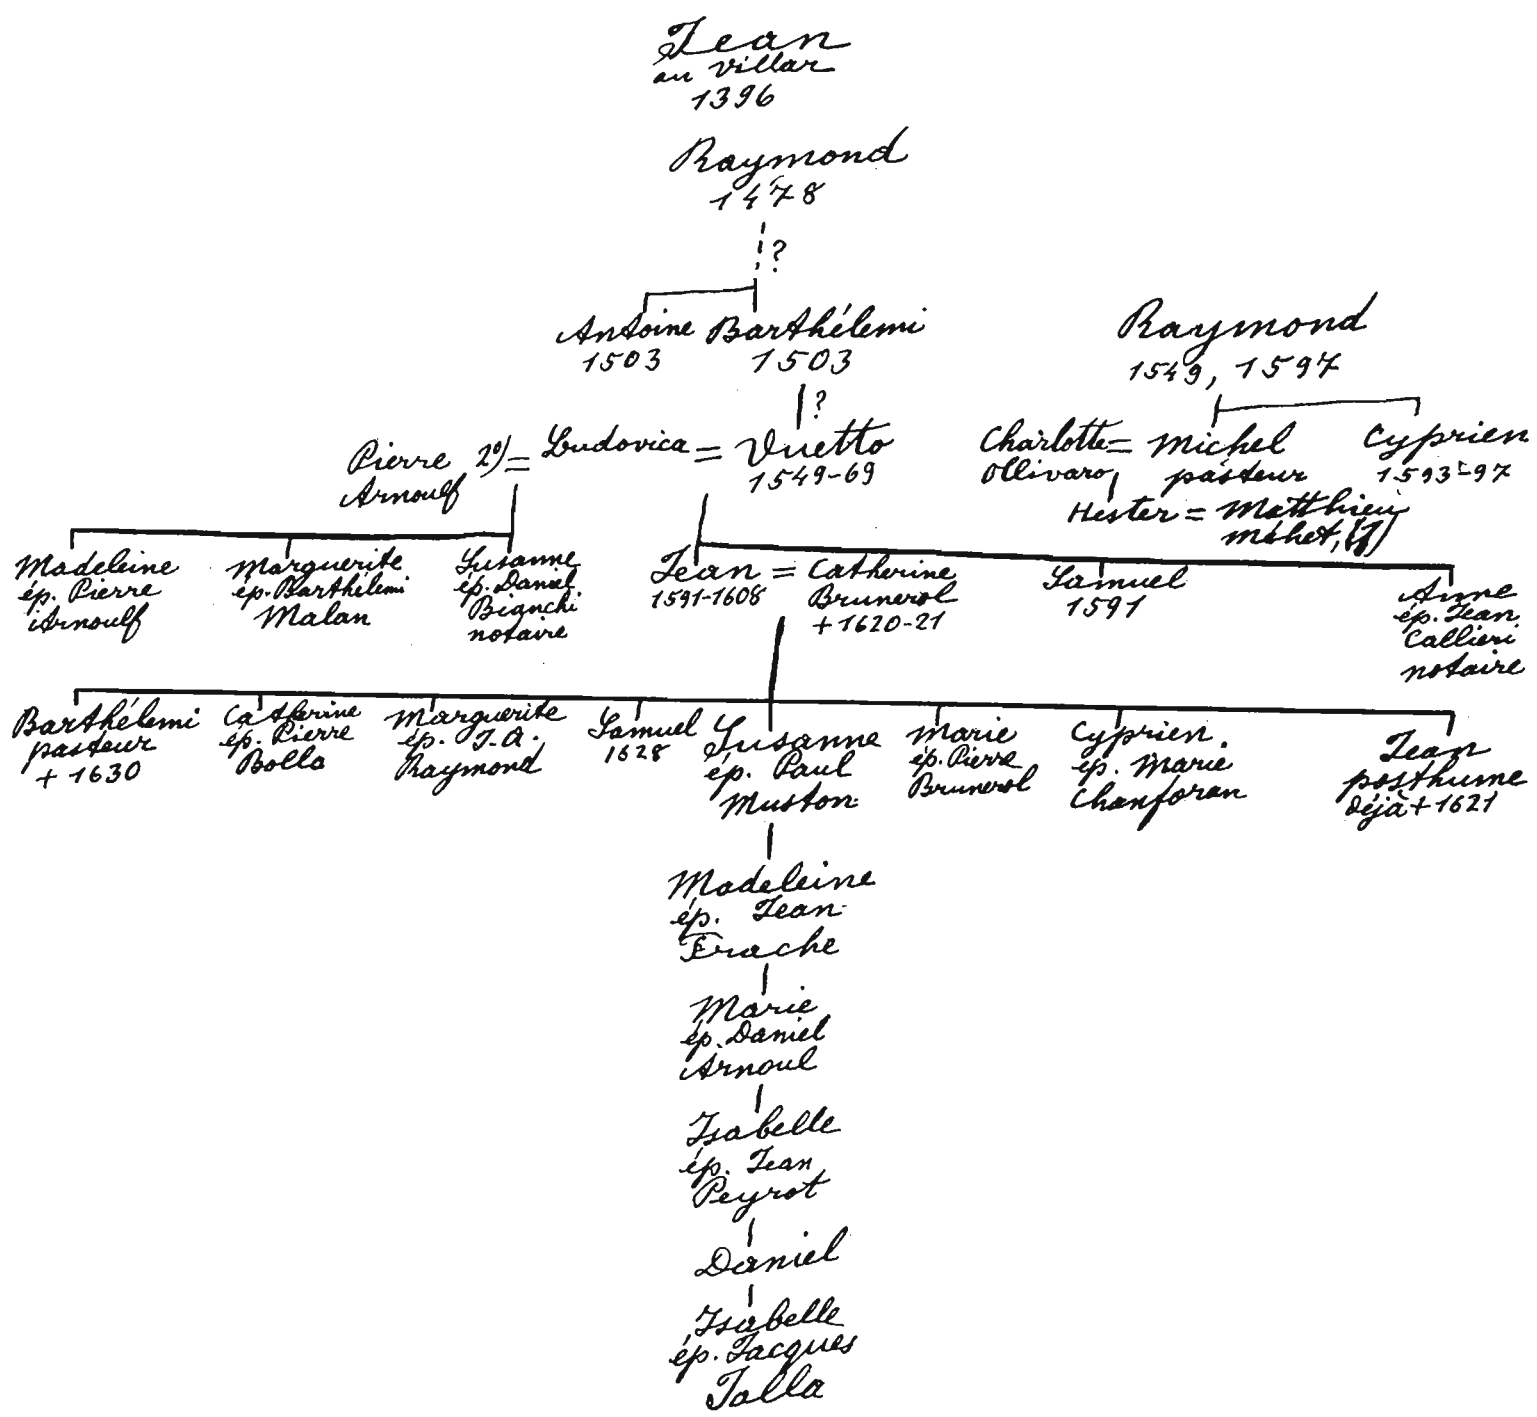 Jean
au Villar
1396
Raymond
1478
?
Antoine
1503
Barthélemi
1503
Raymond
1549, 1597
?
Pierre
Arnoulf
2º) =
Ludovica =
Vuetto
1549-69
Charlotte =
Ollivaro
Michel
pasteur
Cyprien
1593-97
Hester = Matthieu
Madeleine
ép. Pierre
Arnoulf
Marguerite
ép. Barthélemi
Malan
Susanne
ép. Daniel
Bianchi
notaire
Jean =
1591-1608
Catherine
Brunerol
+ 1620-21
Samuel
1591
Anne
ép. Jean
Callieri
notaire
Barthélemi
pasteur
+ 1630
Catherine
ép. Pierre
Bolla
Marguerite
ép. J. A.
Raymond
Samuel
1628
Susanne
ép. Paul
Muston
Marie
ép. Pierre
Brunerol
Cyprien
ép. Marie
Chanforan
Jean
posthume
déjà + 1621
Madeleine
ép. Jean
Frache
Marie
ép. Daniel
Arnoul
Isabelle
ép. Jean
Peyrot
Daniel
Isabelle
ép. Jacques
Jalla